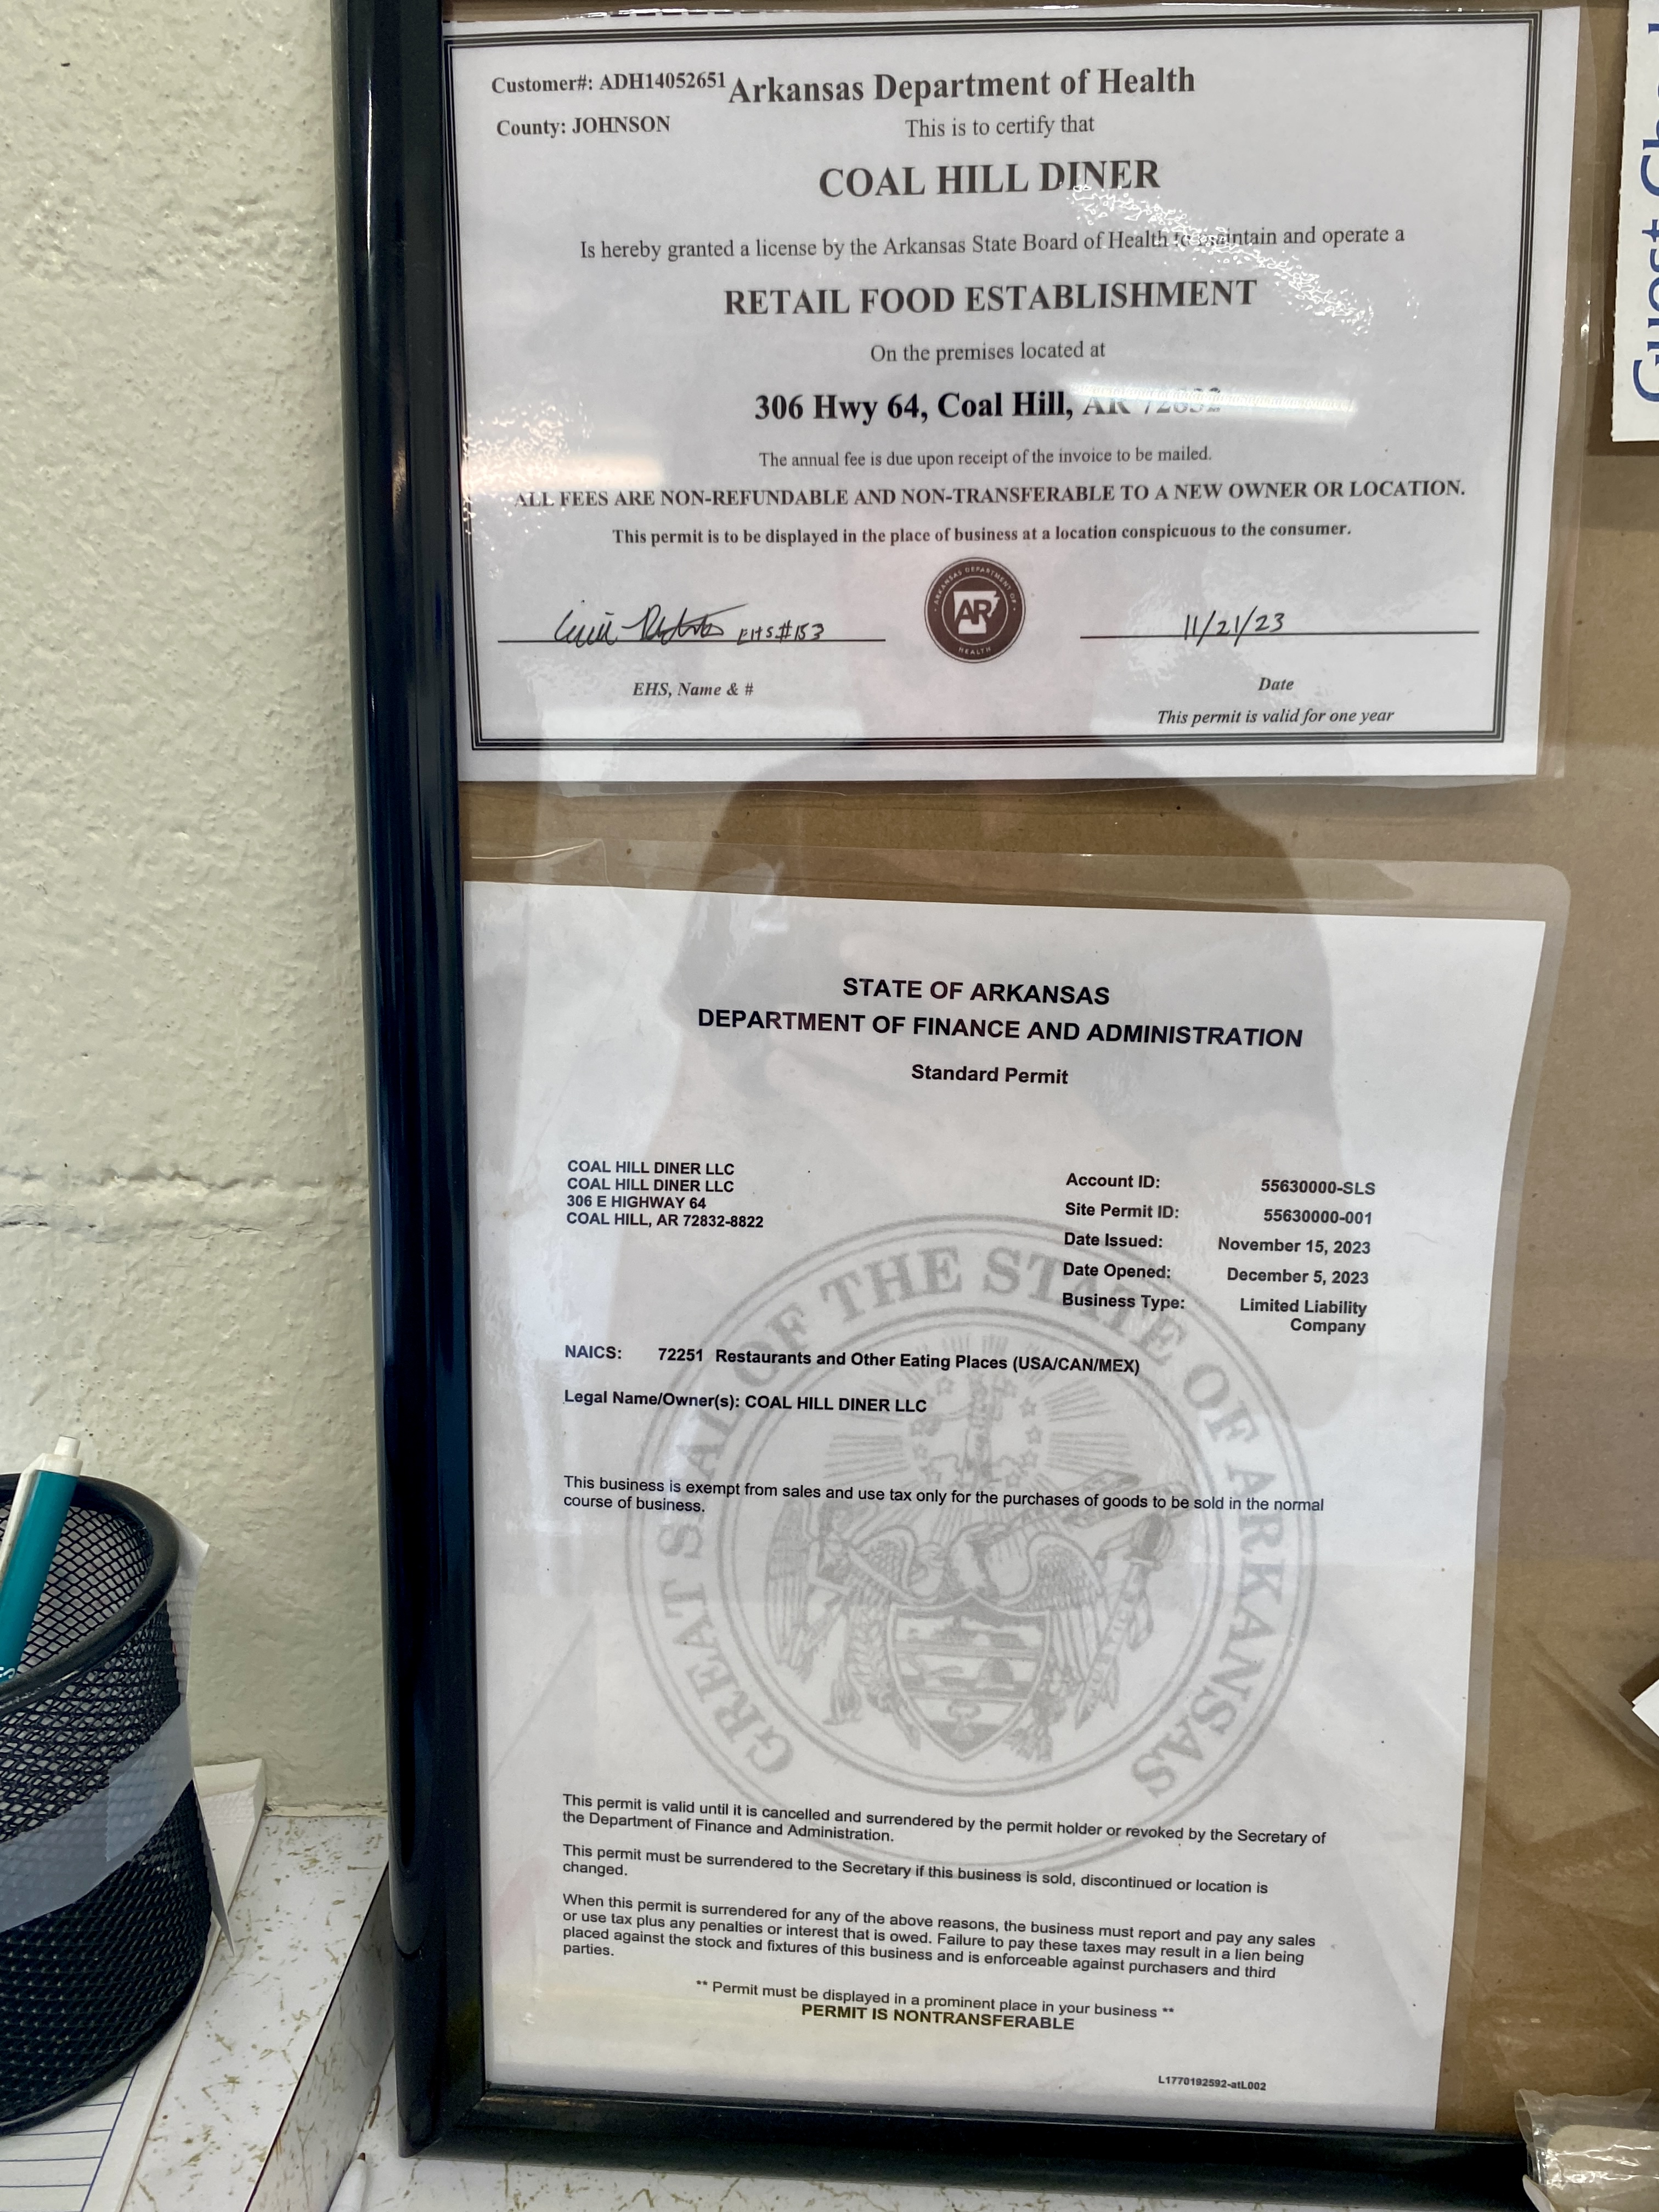 Customer#: ADH14052651
Arkansas Department of Health
County: JOHNSON
This is to certify that
COAL HILL DINER
Is hereby granted a license by the Arkansas State Board of Health to maintain and operate a
RETAIL FOOD ESTABLISHMENT
On the premises located at
306 Hwy 64, Coal Hill, AR 72832
The annual fee is due upon receipt of the invoice to be mailed.
ALL FEES ARE NON-REFUNDABLE AND NON-TRANSFERABLE TO A NEW OWNER OR LOCATION.
This permit is to be displayed in the place of business at a location conspicuous to the consumer.
EHS#153
ARKANSAS DEPARTMENT OF
AR
HEALTH
11/21/23
EHS, Name & #
Date
This permit is valid for one year
Guest
STATE OF ARKANSAS
DEPARTMENT OF FINANCE AND ADMINISTRATION
Standard Permit
COAL HILL DINER LLC
COAL HILL DINER LLC
306 E HIGHWAY 64
COAL HILL, AR 72832-8822
Account ID: 55630000-SLS
Site Permit ID: 55630000-001
Date Issued: November 15, 2023
Date Opened: December 5, 2023
Business Type: Limited Liability
Company
NAICS: 72251 Restaurants and Other Eating Places (USA/CAN/MEX)
Legal Name/Owner(s): COAL HILL DINER LLC
This business is exempt from sales and use tax only for the purchases of goods to be sold in the normal
course of business.
GREAT SEAL OF THE STATE OF ARKANSAS
This permit is valid until it is cancelled and surrendered by the permit holder or revoked by the Secretary of
the Department of Finance and Administration.
This permit must be surrendered to the Secretary if this business is sold, discontinued or location is
changed.
When this permit is surrendered for any of the above reasons, the business must report and pay any sales
or use tax plus any penalties or interest that is owed. Failure to pay these taxes may result in a lien being
placed against the stock and fixtures of this business and is enforceable against purchasers and third
parties.
** Permit must be displayed in a prominent place in your business **
PERMIT IS NONTRANSFERABLE
L1770192592-atL002